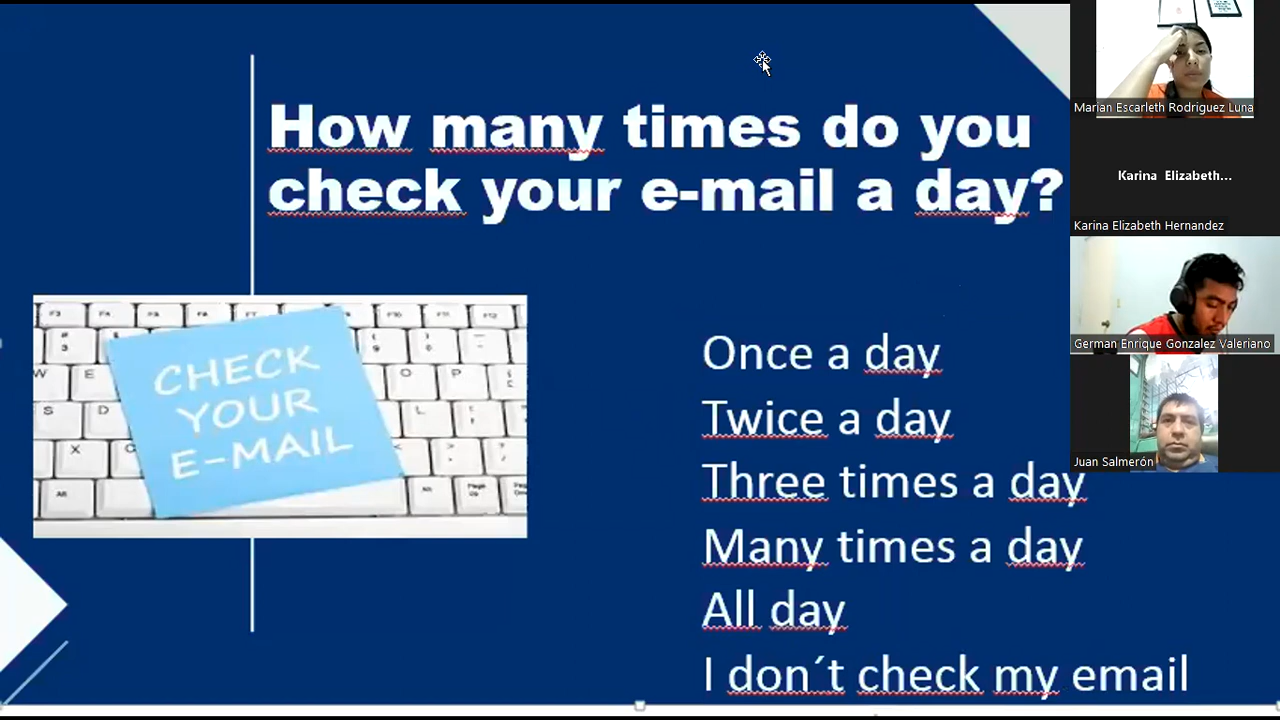 How many times do you
check your e-mail a day?
CHECK
YOUR
E-MAIL
Once a day
Twice a day
Three times a day
Many times a day
All day
I don´t check my email
Marian Escarleth Rodriguez Luna
Karina Elizabeth...
Karina Elizabeth Hernandez
German Enrique Gonzalez Valeriano
Juan Salmerón